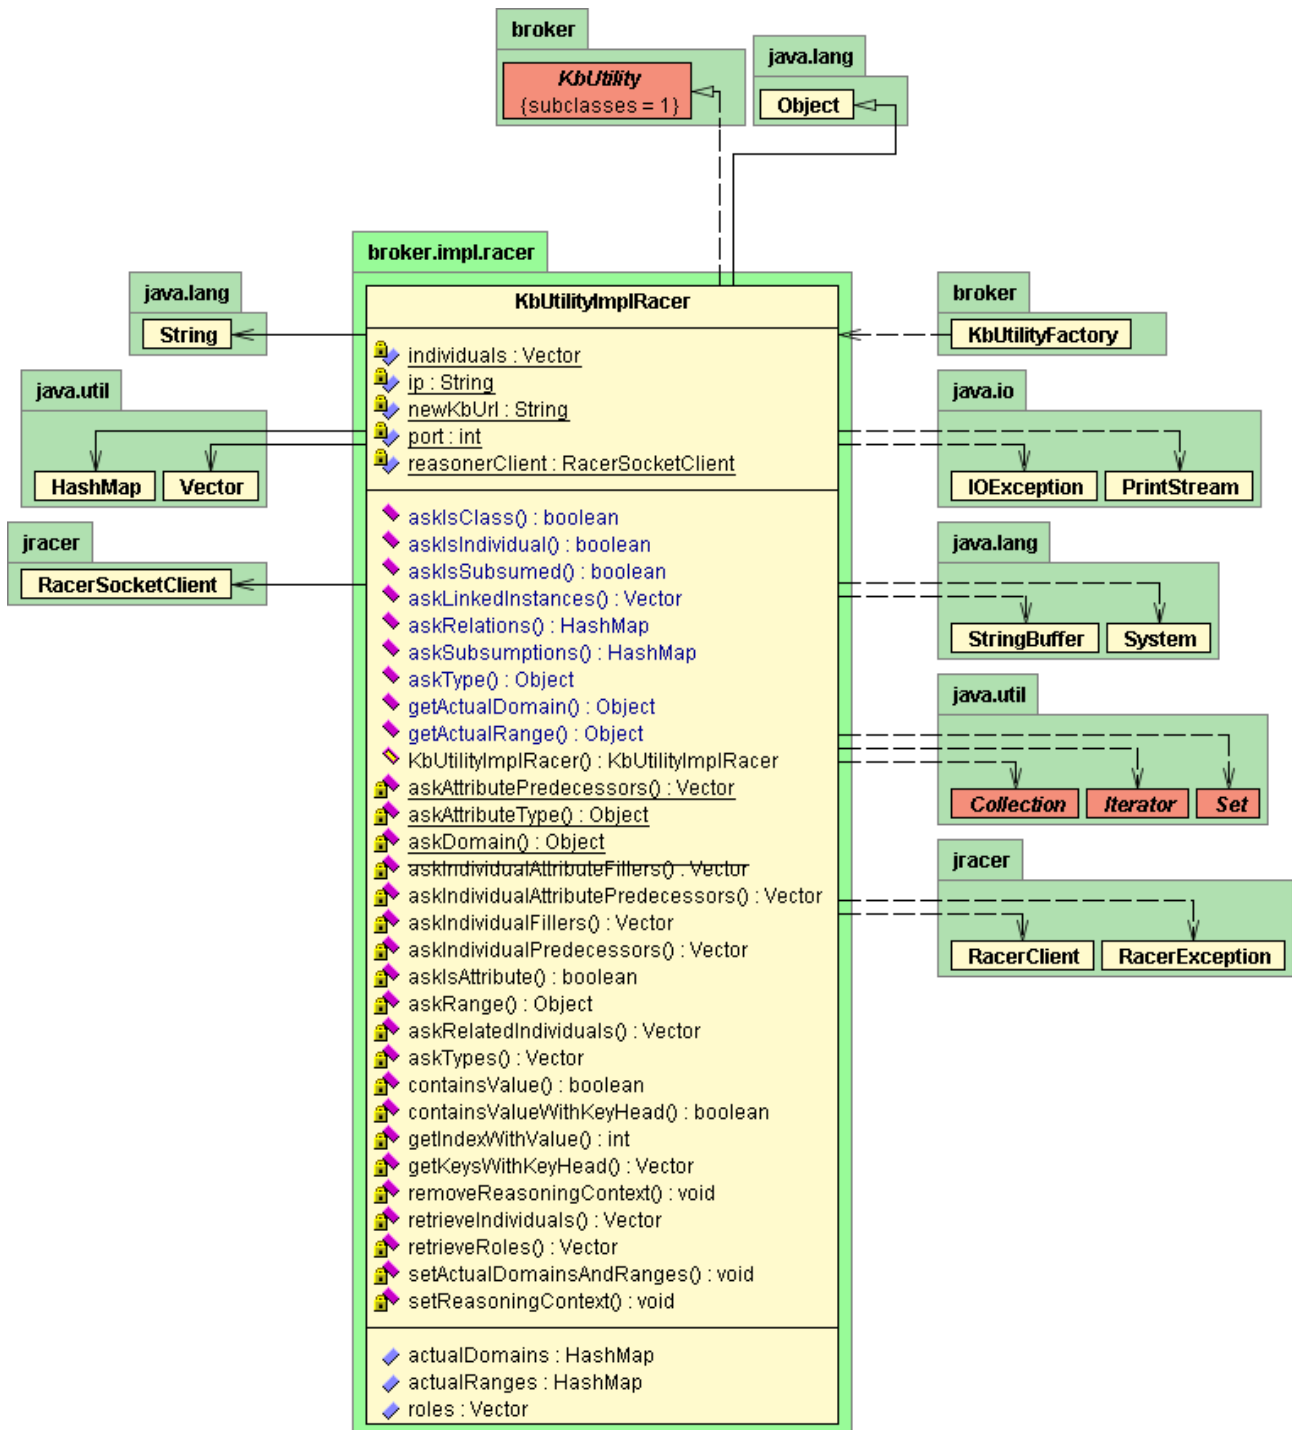 broker
KbUtility
{subclasses = 1}
java.lang
Object
broker.impl.racer
KbUtilityImplRacer
java.lang
String
java.util
HashMap
Vector
jracer
RacerSocketClient
individuals : Vector
ip : String
newKbUrl : String
port : int
reasonerClient : RacerSocketClient
askIsClass() : boolean
askIsIndividual() : boolean
askIsSubsumed() : boolean
askLinkedInstances() : Vector
askRelations() : HashMap
askSubsumptions() : HashMap
askType() : Object
getActualDomain() : Object
getActualRange() : Object
KbUtilityImplRacer() : KbUtilityImplRacer
askAttributePredecessors() : Vector
askAttributeType() : Object
askDomain() : Object
askIndividualAttributeFillers() : Vector
askIndividualAttributePredecessors() : Vector
askIndividualFillers() : Vector
askIndividualPredecessors() : Vector
askIsAttribute() : boolean
askRange() : Object
askRelatedIndividuals() : Vector
askTypes() : Vector
containsValue() : boolean
containsValueWithKeyHead() : boolean
getIndexWithValue() : int
getKeysWithKeyHead() : Vector
removeReasoningContext() : void
retrieveIndividuals() : Vector
retrieveRoles() : Vector
setActualDomainsAndRanges() : void
setReasoningContext() : void
actualDomains : HashMap
actualRanges : HashMap
roles : Vector
broker
KbUtilityFactory
java.io
IOException
PrintStream
java.lang
StringBuffer
System
java.util
Collection
Iterator
Set
jracer
RacerClient
RacerException